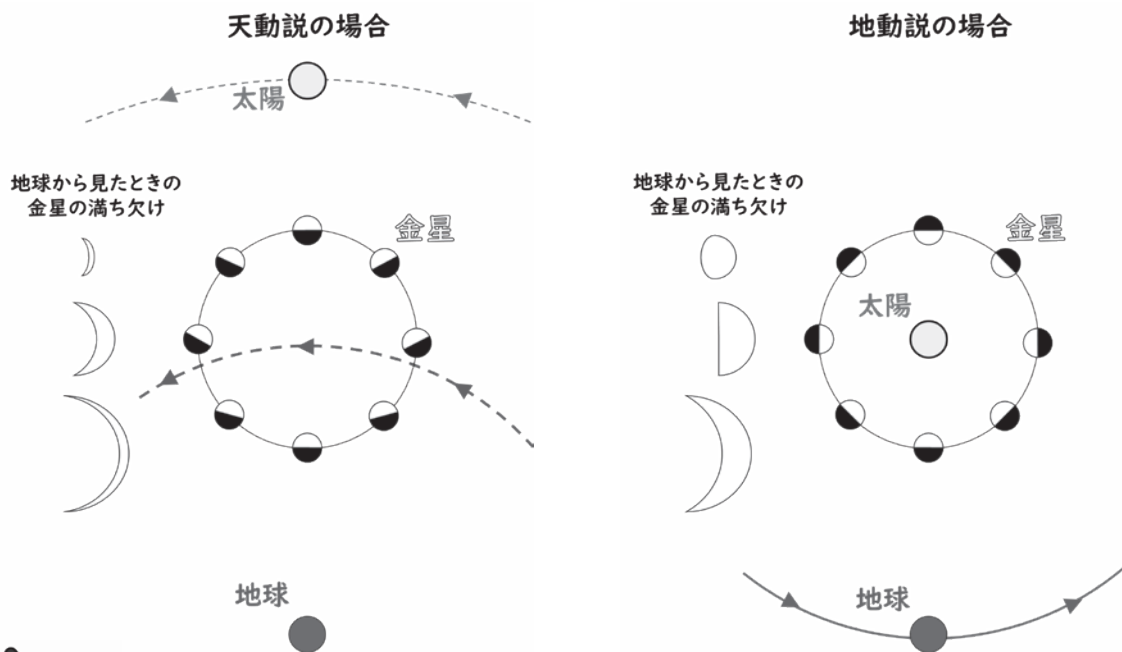 天動説の場合
太陽
地球から見たときの
金星の満ち欠け
金星
地球
地動説の場合
地球から見たときの
金星の満ち欠け
金星
太陽
地球